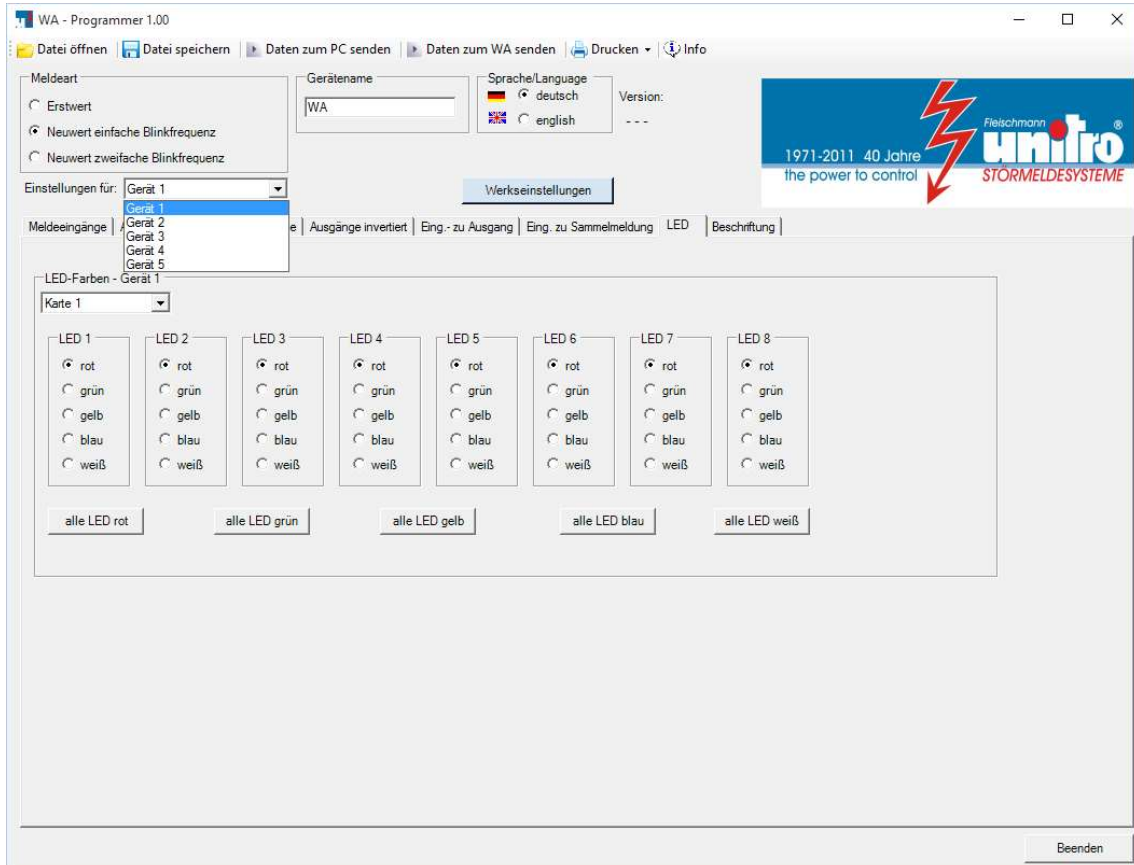 WA - Programmer 1.00
Datei öffnen Datei speichern Daten zum PC senden Daten zum WA senden Drucken Info
Meldeart
Erstwert
Neuwert einfache Blinkfrequenz
Neuwert zweifache Blinkfrequenz
Gerätename
WA
Sprache/Language
deutsch
english
Version:
- - -
1971-2011 40 Jahre
the power to control
Fleischmann
unitro ®
STÖRMELDESYSTEME
Einstellungen für: Gerät 1
Gerät 1
Gerät 2
Gerät 3
Gerät 4
Gerät 5
Werkseinstellungen
Meldeeingänge Ausgänge invertiert Eing.- zu Ausgang Eing. zu Sammelmeldung LED Beschriftung
LED-Farben - Gerät 1
Karte 1
LED 1 LED 2 LED 3 LED 4 LED 5 LED 6 LED 7 LED 8
rot rot rot rot rot rot rot rot
grün grün grün grün grün grün grün grün
gelb gelb gelb gelb gelb gelb gelb gelb
blau blau blau blau blau blau blau blau
weiß weiß weiß weiß weiß weiß weiß weiß
alle LED rot alle LED grün alle LED gelb alle LED blau alle LED weiß
Beenden